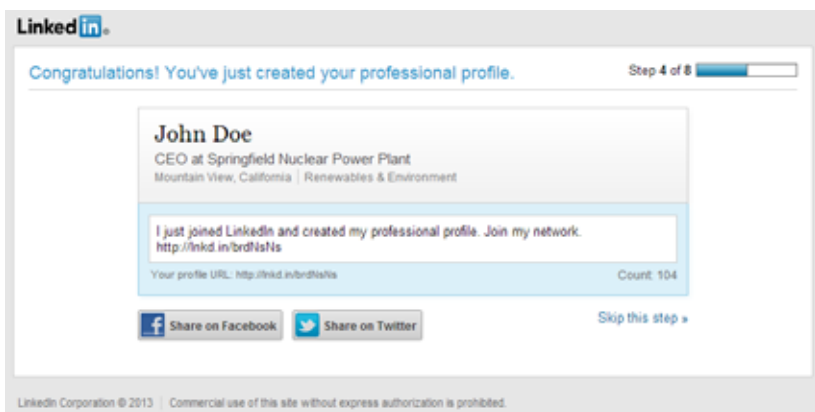 Linked in®
Congratulations! You've just created your professional profile.
Step 4 of 8
John Doe
CEO at Springfield Nuclear Power Plant
Mountain View, California | Renewables & Environment
I just joined LinkedIn and created my professional profile. Join my network.
http://lnkd.in/brdNsNs
Your profile URL: http://lnkd.in/brdNsNs
Count: 104
f Share on Facebook
Share on Twitter
Skip this step »
LinkedIn Corporation © 2013 | Commercial use of this site without express authorization is prohibited.